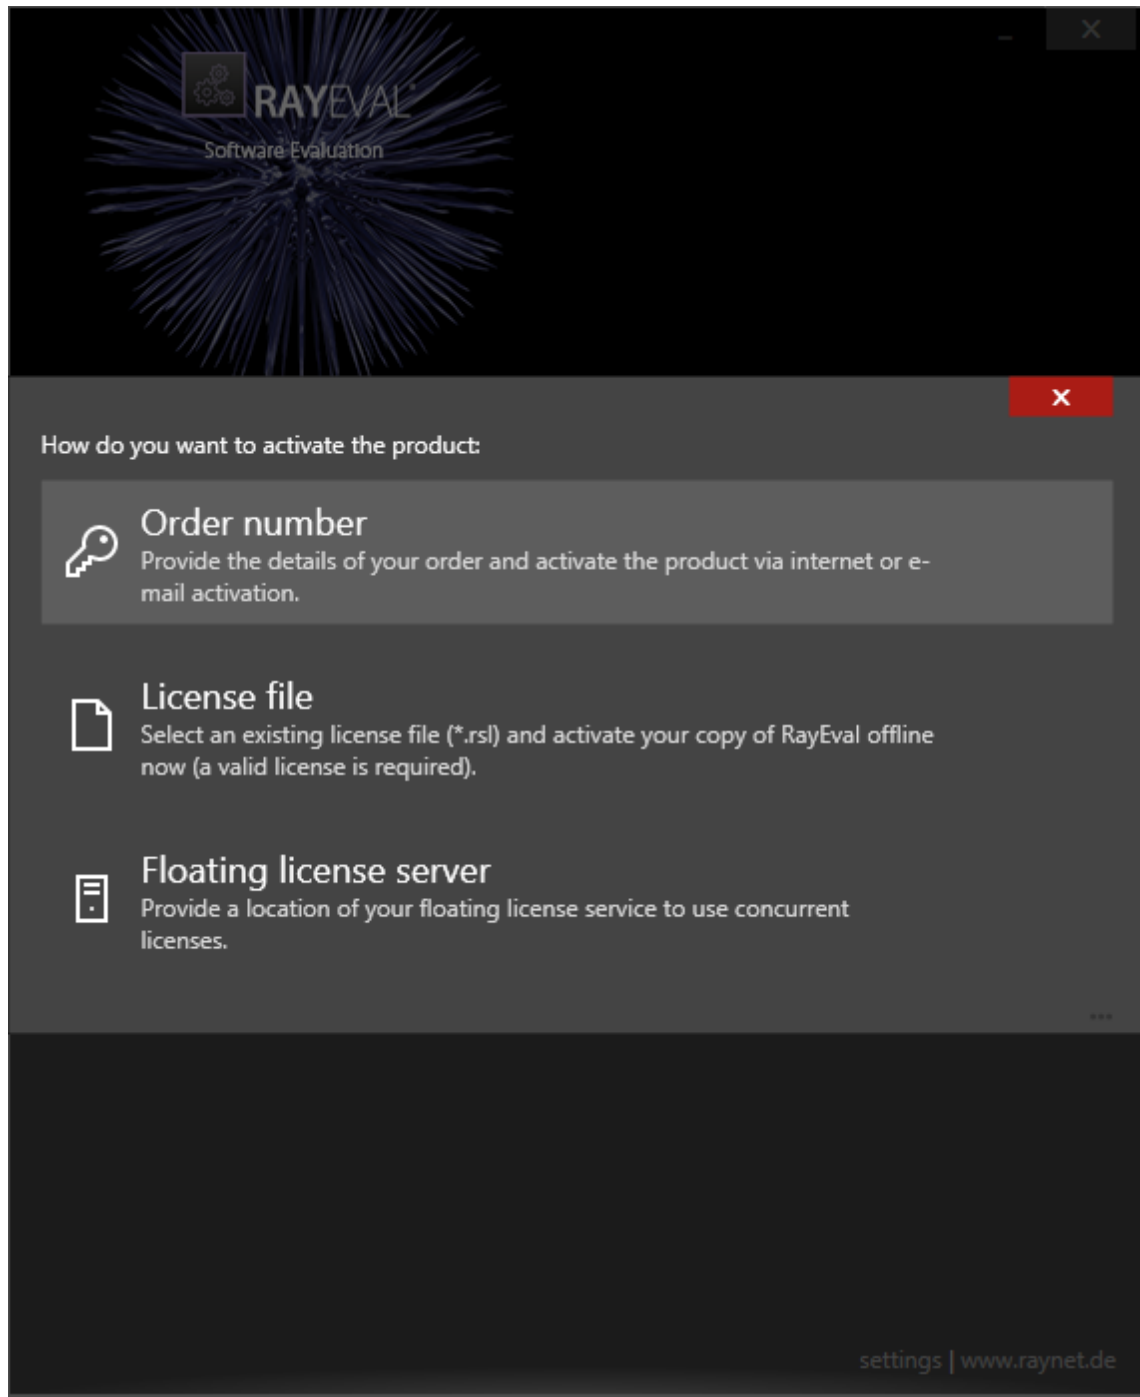 RAYEVAL®
Software Evaluation
How do you want to activate the product:
Order number
Provide the details of your order and activate the product via internet or e-
mail activation.
License file
Select an existing license file (*.rsl) and activate your copy of RayEval offline
now (a valid license is required).
Floating license server
Provide a location of your floating license service to use concurrent
licenses.
...
settings | www.raynet.de